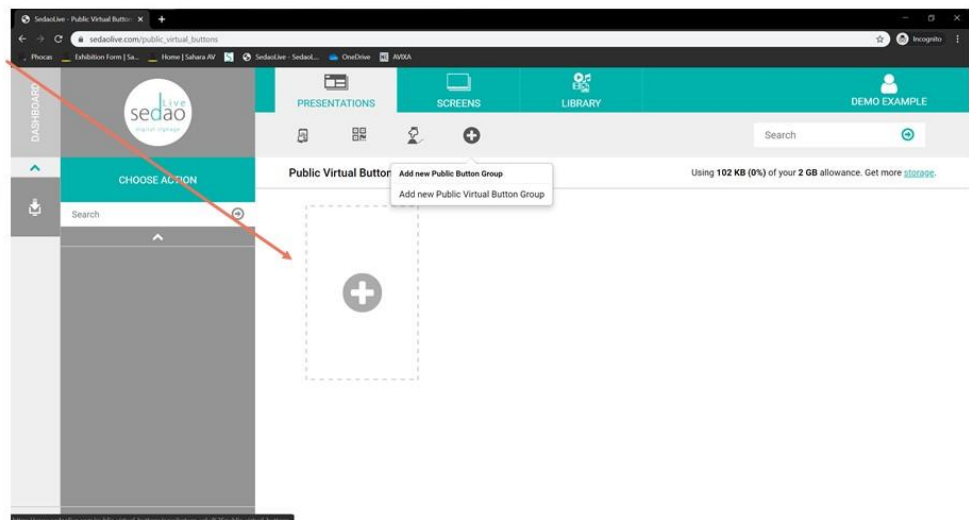 SedaoLive - Public Virtual Button
sedaolive.com/public_virtual_buttons
Incognito
Phocas
Exhibition Form | Sa...
Home | Sahara AV
SedaoLive - SedaoL...
OneDrive
AVIXA
DASHBOARD
Live
sedao
digital signage
PRESENTATIONS
SCREENS
LIBRARY
DEMO EXAMPLE
Search
CHOOSE ACTION
Search
Public Virtual Button
Add new Public Button Group
Add new Public Virtual Button Group
Using 102 KB (0%) of your 2 GB allowance. Get more storage.